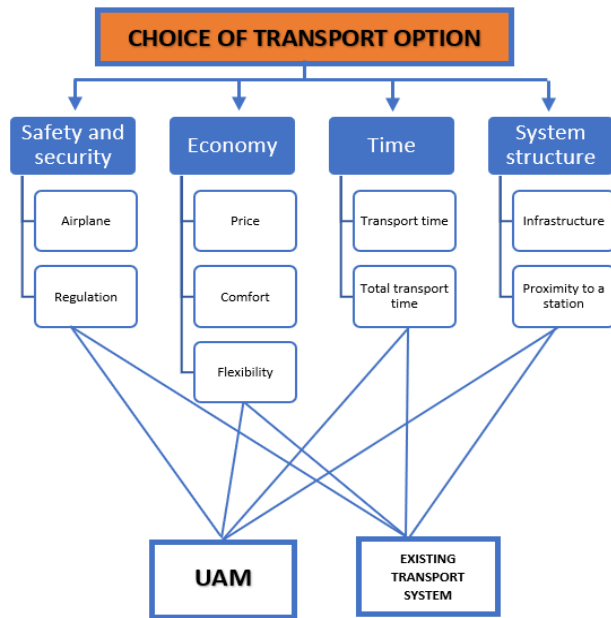 CHOICE OF TRANSPORT OPTION
Safety and
security
Economy
Time
System
structure
Airplane
Price
Transport time
Infrastructure
Regulation
Comfort
Total transport
time
Proximity to a
station
Flexibility
UAM
EXISTING
TRANSPORT
SYSTEM